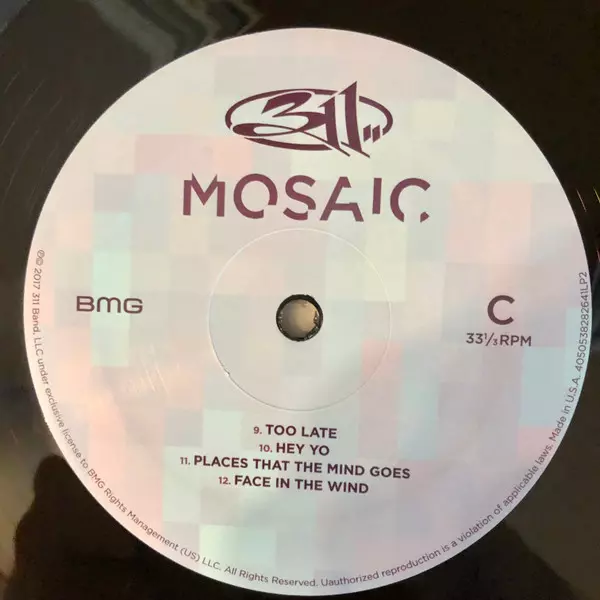 311
MOSAIC
BMG
C
33⅓ RPM
9. TOO LATE
10. HEY YO
11. PLACES THAT THE MIND GOES
12. FACE IN THE WIND
℗© 2017 311 Band, LLC under exclusive license to BMG Rights Management (US) LLC. All Rights Reserved. Uauthorized reproduction is a violation of applicable laws. Made in U.S.A. 4050538282641LP2